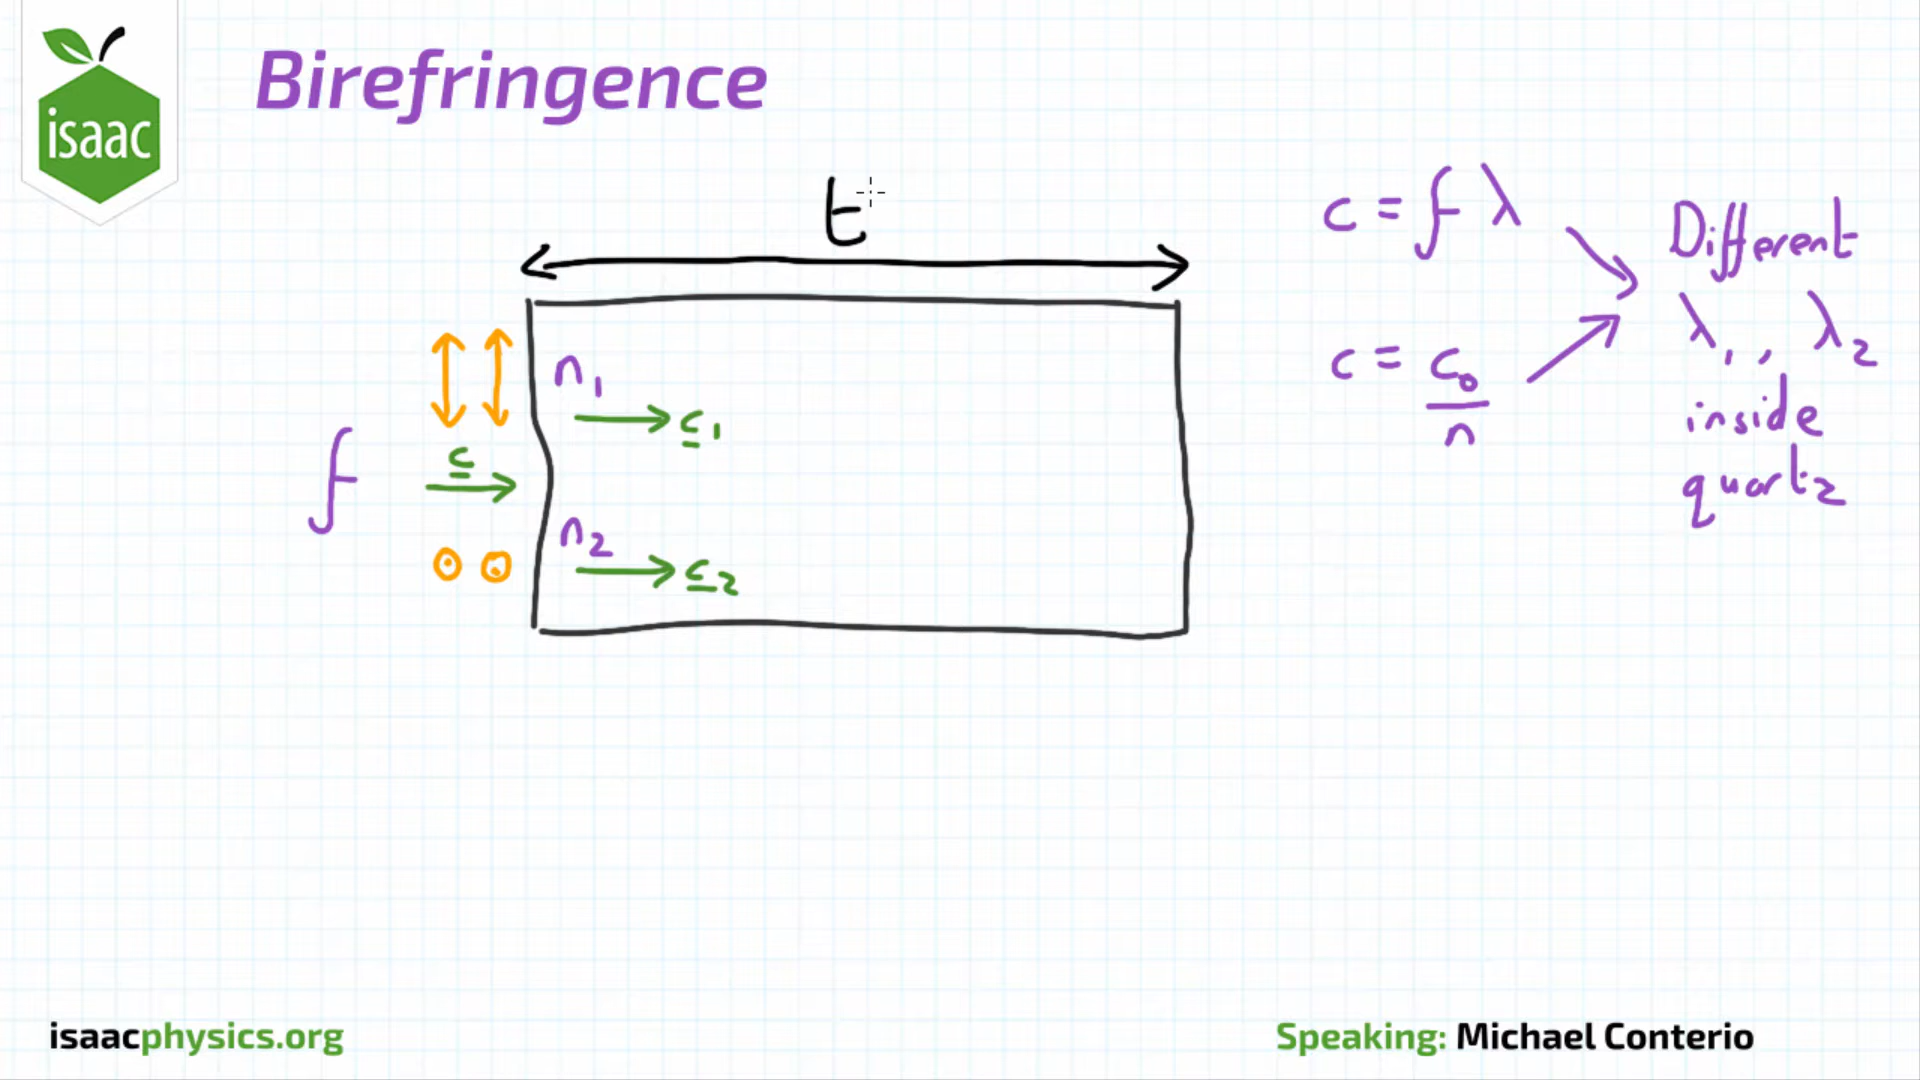 isaac
Birefringence
t
c = f λ
Different
λ₁, λ₂
inside
quartz
c = c₀/n
n₁
c₁
f
c
n₂
c₂
isaacphysics.org
Speaking: Michael Conterio